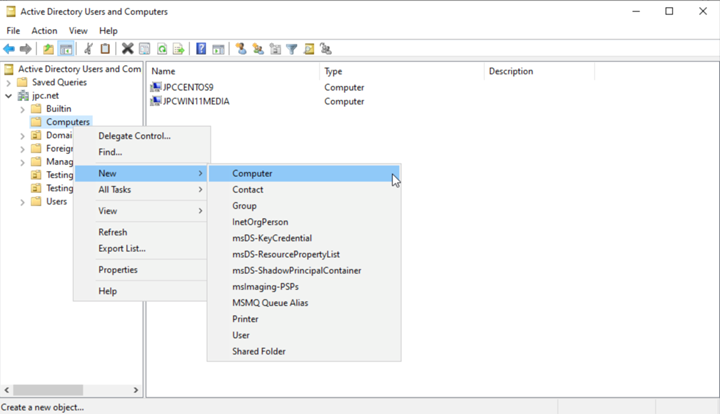 Active Directory Users and Computers
File Action View Help
Active Directory Users and Com
Saved Queries
jpc.net
Builtin
Computers
Domai
Foreig
Manag
Testing
Testing
Users
Name Type Description
JPCCENTOS9 Computer
JPCWIN11MEDIA Computer
Delegate Control...
Find...
New
All Tasks
View
Refresh
Export List...
Properties
Help
Computer
Contact
Group
InetOrgPerson
msDS-KeyCredential
msDS-ResourcePropertyList
msDS-ShadowPrincipalContainer
msImaging-PSPs
MSMQ Queue Alias
Printer
User
Shared Folder
Create a new object...